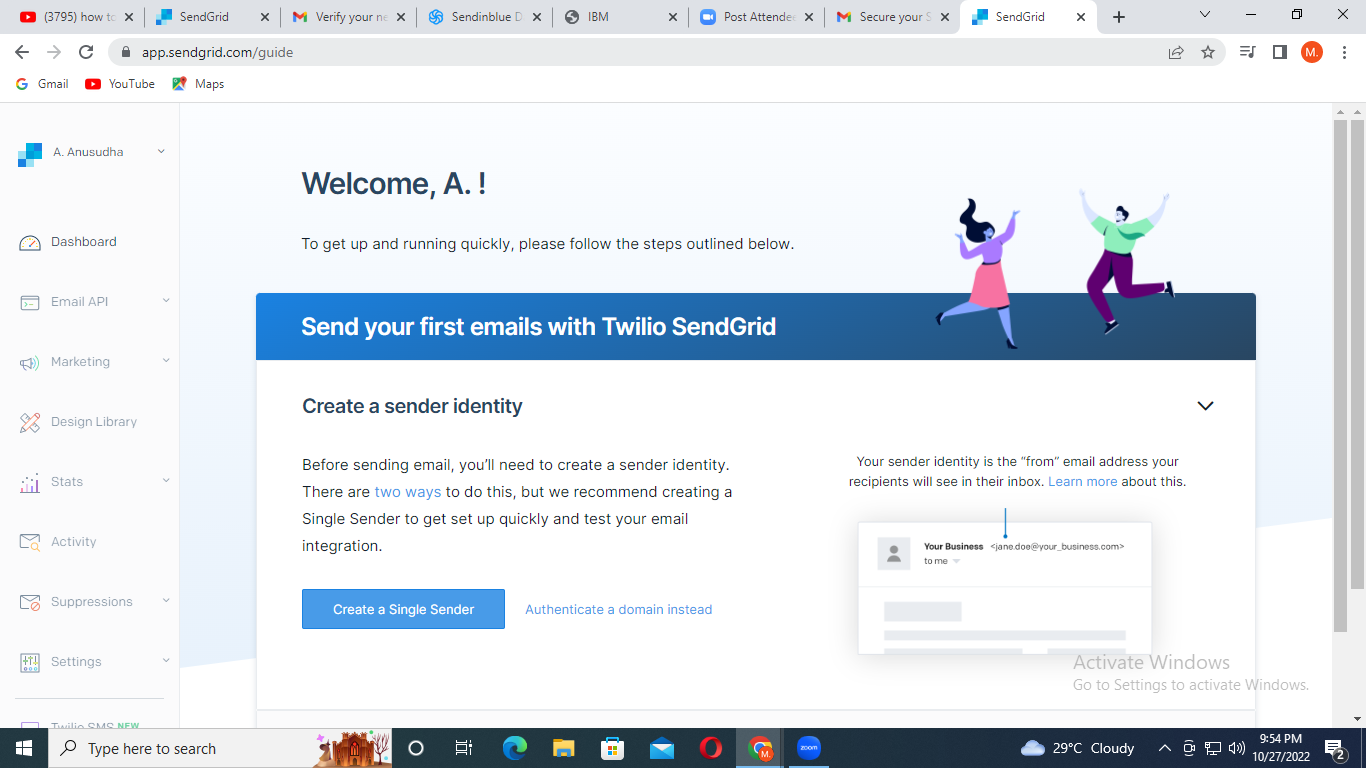 (3795) how to
SendGrid
Verify your ne
Sendinblue D
IBM
Post Attende
Secure your S
SendGrid
app.sendgrid.com/guide
M.
Gmail
YouTube
Maps
A. Anusudha
Dashboard
Email API
Marketing
Design Library
Stats
Activity
Suppressions
Settings
Twilio SMS NEW
Welcome, A. !
To get up and running quickly, please follow the steps outlined below.
Send your first emails with Twilio SendGrid
Create a sender identity
Before sending email, you’ll need to create a sender identity.
There are two ways to do this, but we recommend creating a
Single Sender to get set up quickly and test your email
integration.
Create a Single Sender
Authenticate a domain instead
Your sender identity is the “from” email address your
recipients will see in their inbox. Learn more about this.
Your Business <jane.doe@your_business.com>
to me
Activate Windows
Go to Settings to activate Windows.
Type here to search
M.
zoom
29°C Cloudy
9:54 PM
10/27/2022
2